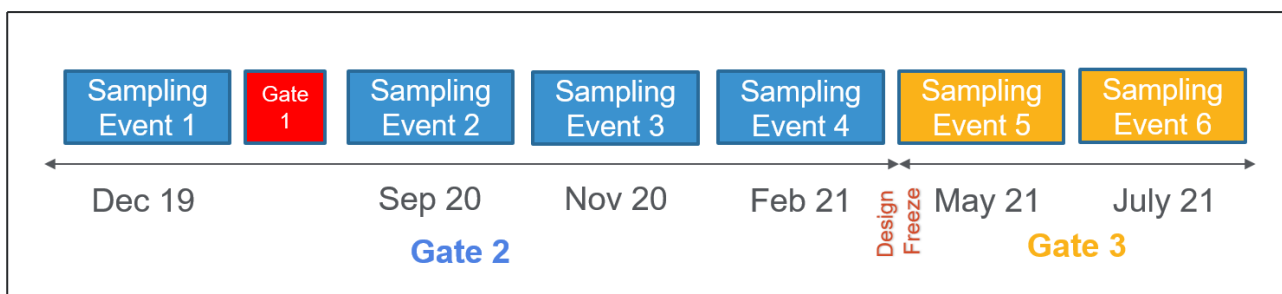 Sampling
Event 1
Gate
1
Sampling
Event 2
Sampling
Event 3
Sampling
Event 4
Sampling
Event 5
Sampling
Event 6
Dec 19
Sep 20
Nov 20
Feb 21
Design
Freeze
May 21
July 21
Gate 2
Gate 3